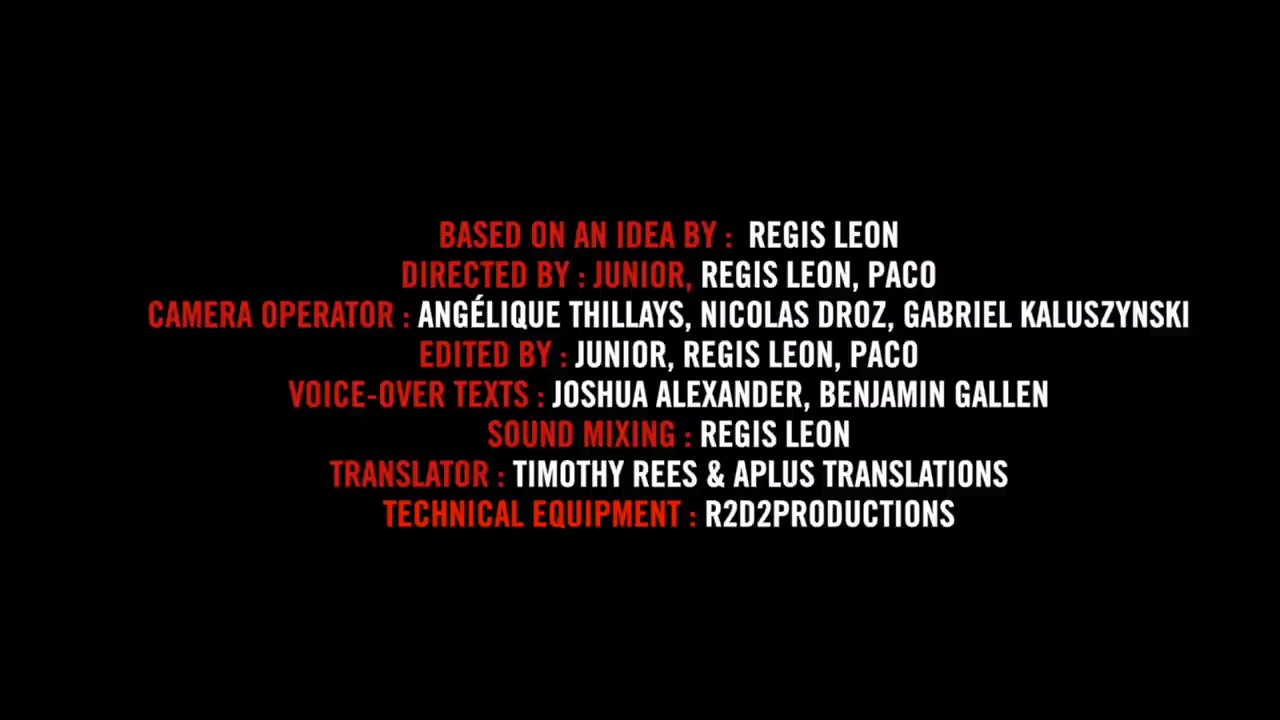 BASED ON AN IDEA BY : REGIS LEON
DIRECTED BY : JUNIOR, REGIS LEON, PACO
CAMERA OPERATOR : ANGÉLIQUE THILLAYS, NICOLAS DROZ, GABRIEL KALUSZYNSKI
EDITED BY : JUNIOR, REGIS LEON, PACO
VOICE-OVER TEXTS : JOSHUA ALEXANDER, BENJAMIN GALLEN
SOUND MIXING : REGIS LEON
TRANSLATOR : TIMOTHY REES & APLUS TRANSLATIONS
TECHNICAL EQUIPMENT : R2D2PRODUCTIONS